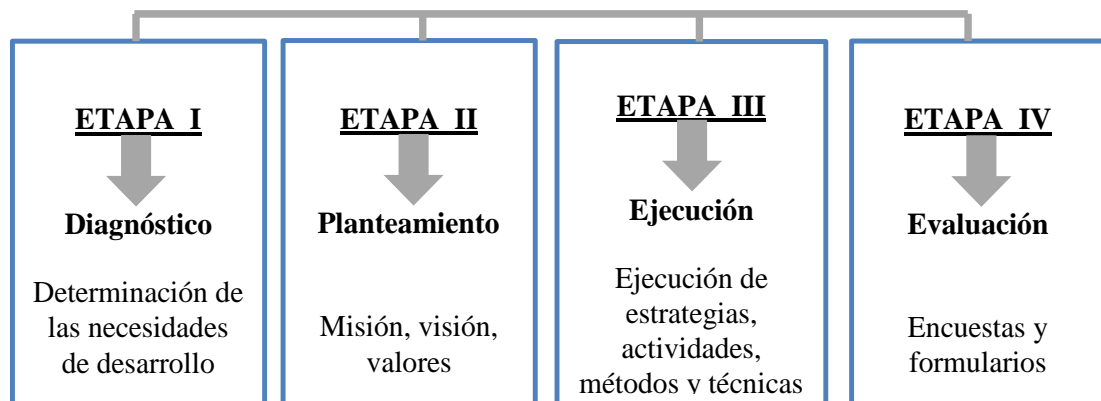 ETAPA I
Diagnóstico
Determinación de
las necesidades
de desarrollo
ETAPA II
Planteamiento
Misión, visión,
valores
ETAPA III
Ejecución
Ejecución de
estrategias,
actividades,
métodos y técnicas
ETAPA IV
Evaluación
Encuestas y
formularios